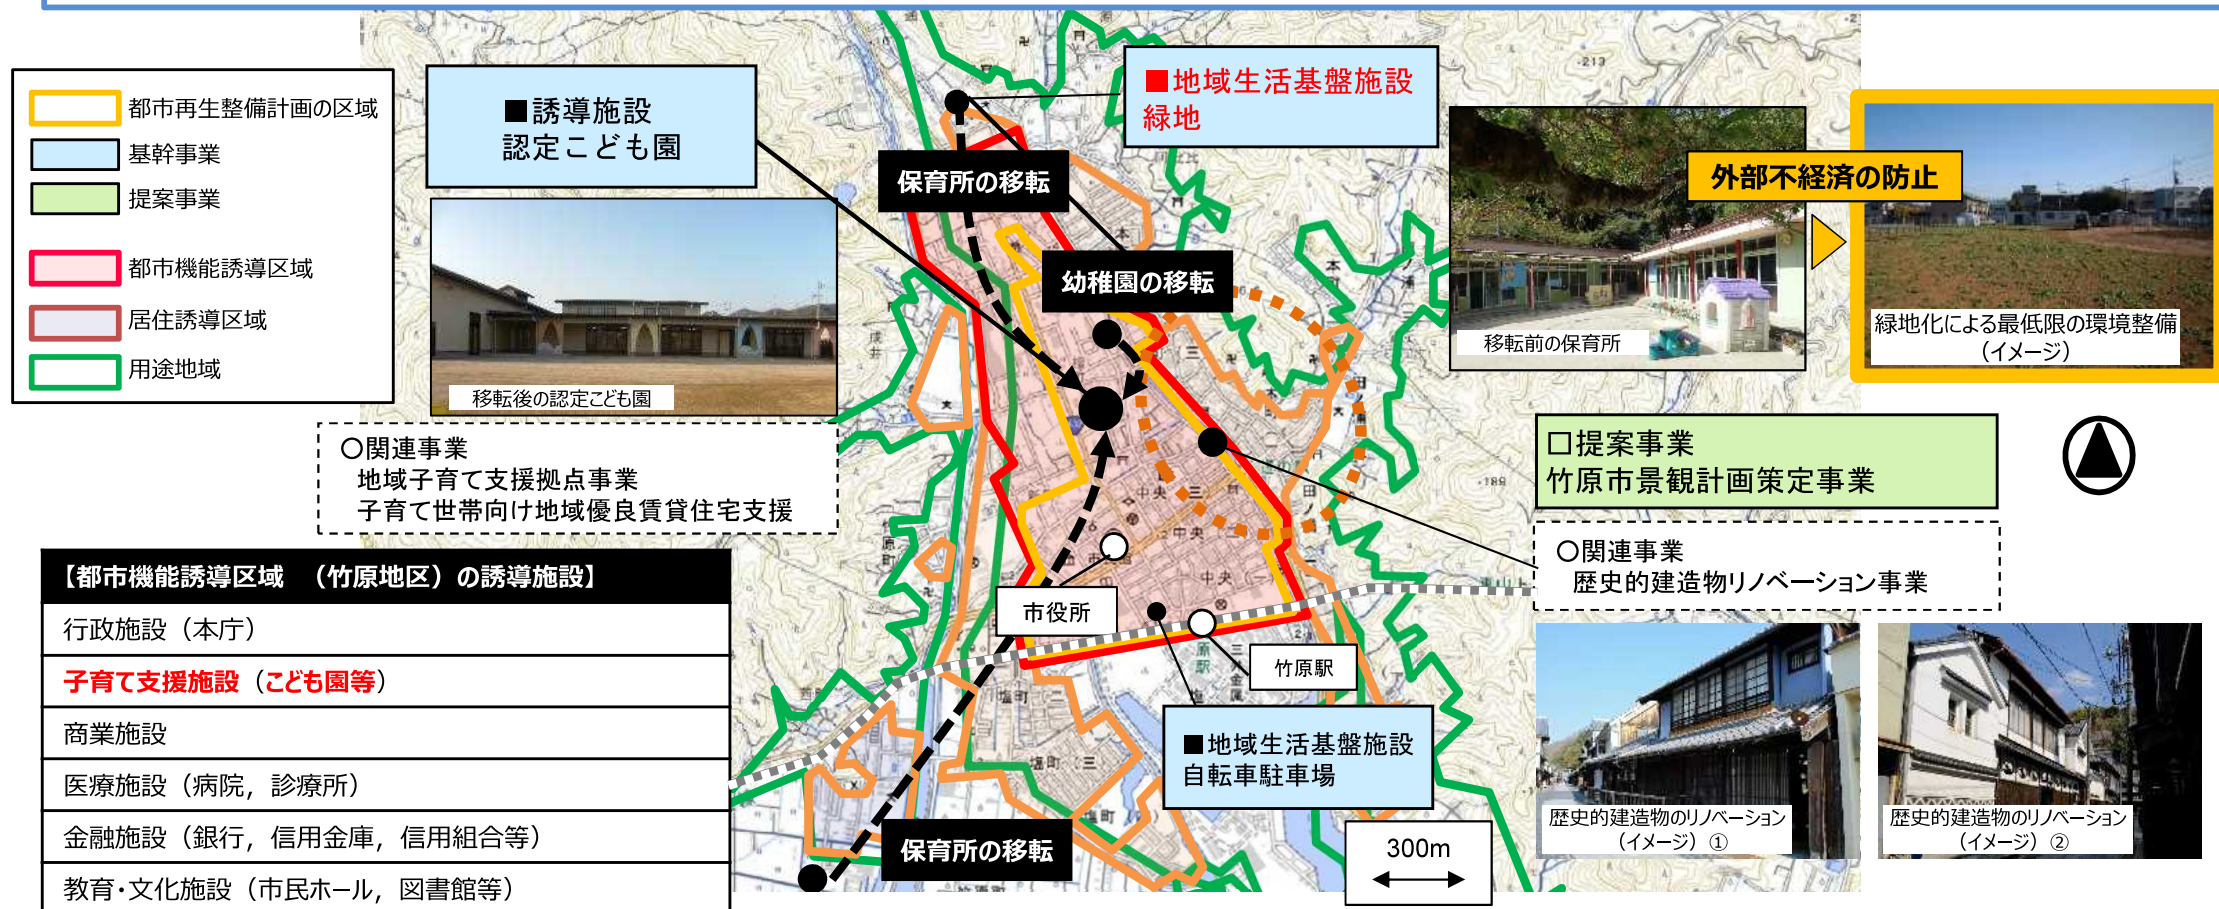 都市再生整備計画の区域
基幹事業
提案事業
都市機能誘導区域
居住誘導区域
用途地域
■誘導施設
認定こども園
移転後の認定こども園
○関連事業
地域子育て支援拠点事業
子育て世帯向け地域優良賃貸住宅支援
【都市機能誘導区域　（竹原地区）の誘導施設】
行政施設（本庁）
子育て支援施設（こども園等）
商業施設
医療施設（病院，診療所）
金融施設（銀行，信用金庫，信用組合等）
教育・文化施設（市民ホール，図書館等）
■地域生活基盤施設
緑地
保育所の移転
幼稚園の移転
市役所
竹原駅
■地域生活基盤施設
自転車駐車場
保育所の移転
300m
外部不経済の防止
移転前の保育所
緑地化による最低限の環境整備
（イメージ）
□提案事業
竹原市景観計画策定事業
○関連事業
歴史的建造物リノベーション事業
歴史的建造物のリノベーション
（イメージ）①
歴史的建造物のリノベーション
（イメージ）②
中央（三）
中央（二）
中央（一）
塩町（二）
塩町（三）